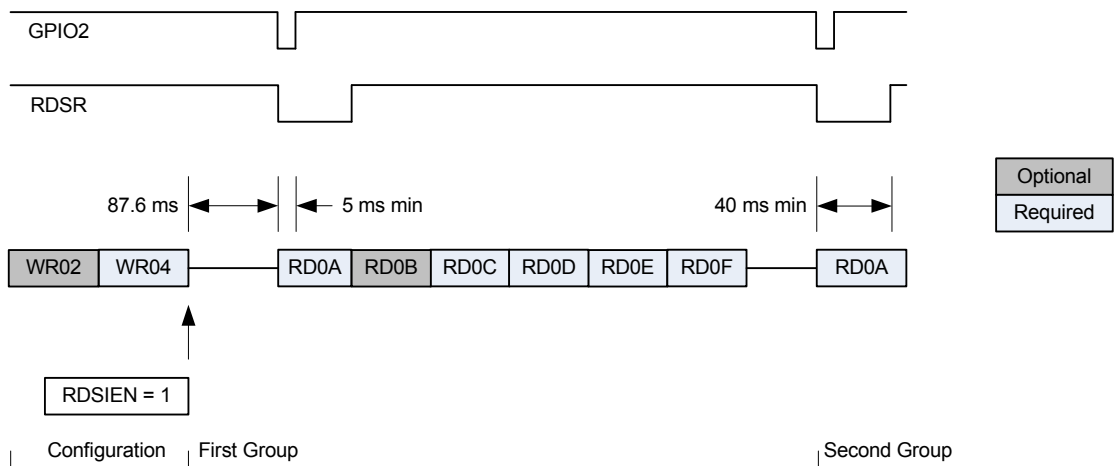 GPIO2
RDSR
Optional
Required
87.6 ms
5 ms min
40 ms min
WR02 WR04 RD0A RD0B RD0C RD0D RD0E RD0F RD0A
RDSIEN = 1
Configuration First Group Second Group